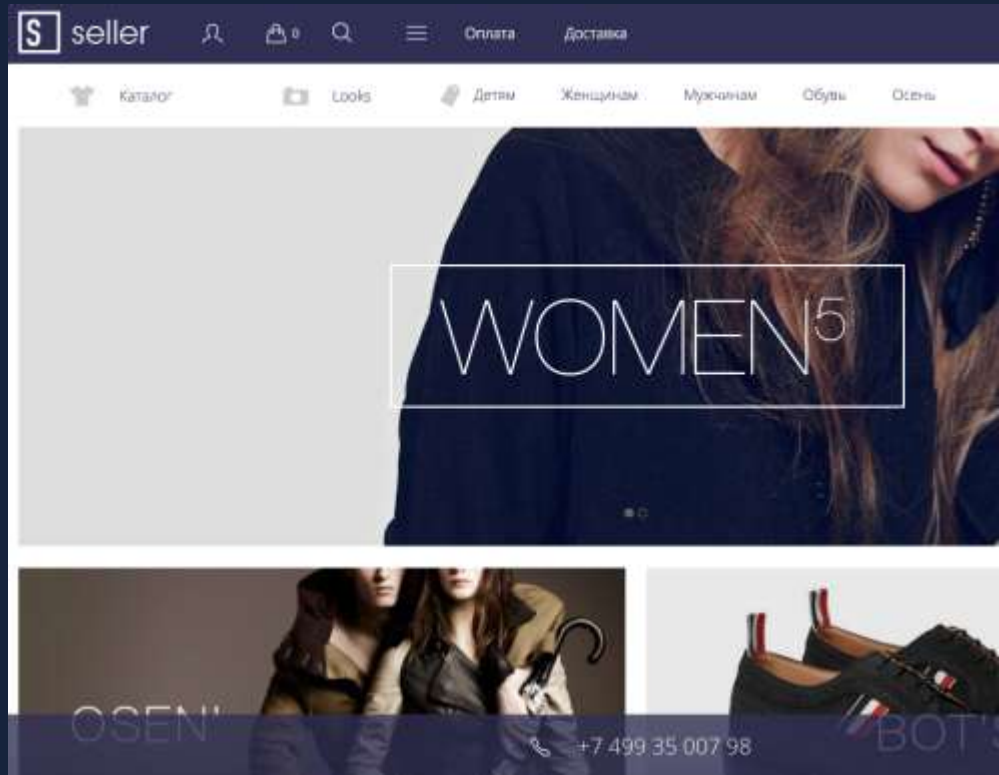 S seller 0 Оплата Доставка
Каталог Looks Детям Женщинам Мужчинам Обувь Осень
WOMEN⁵
OSEN'
BOT'S
+7 499 35 007 98